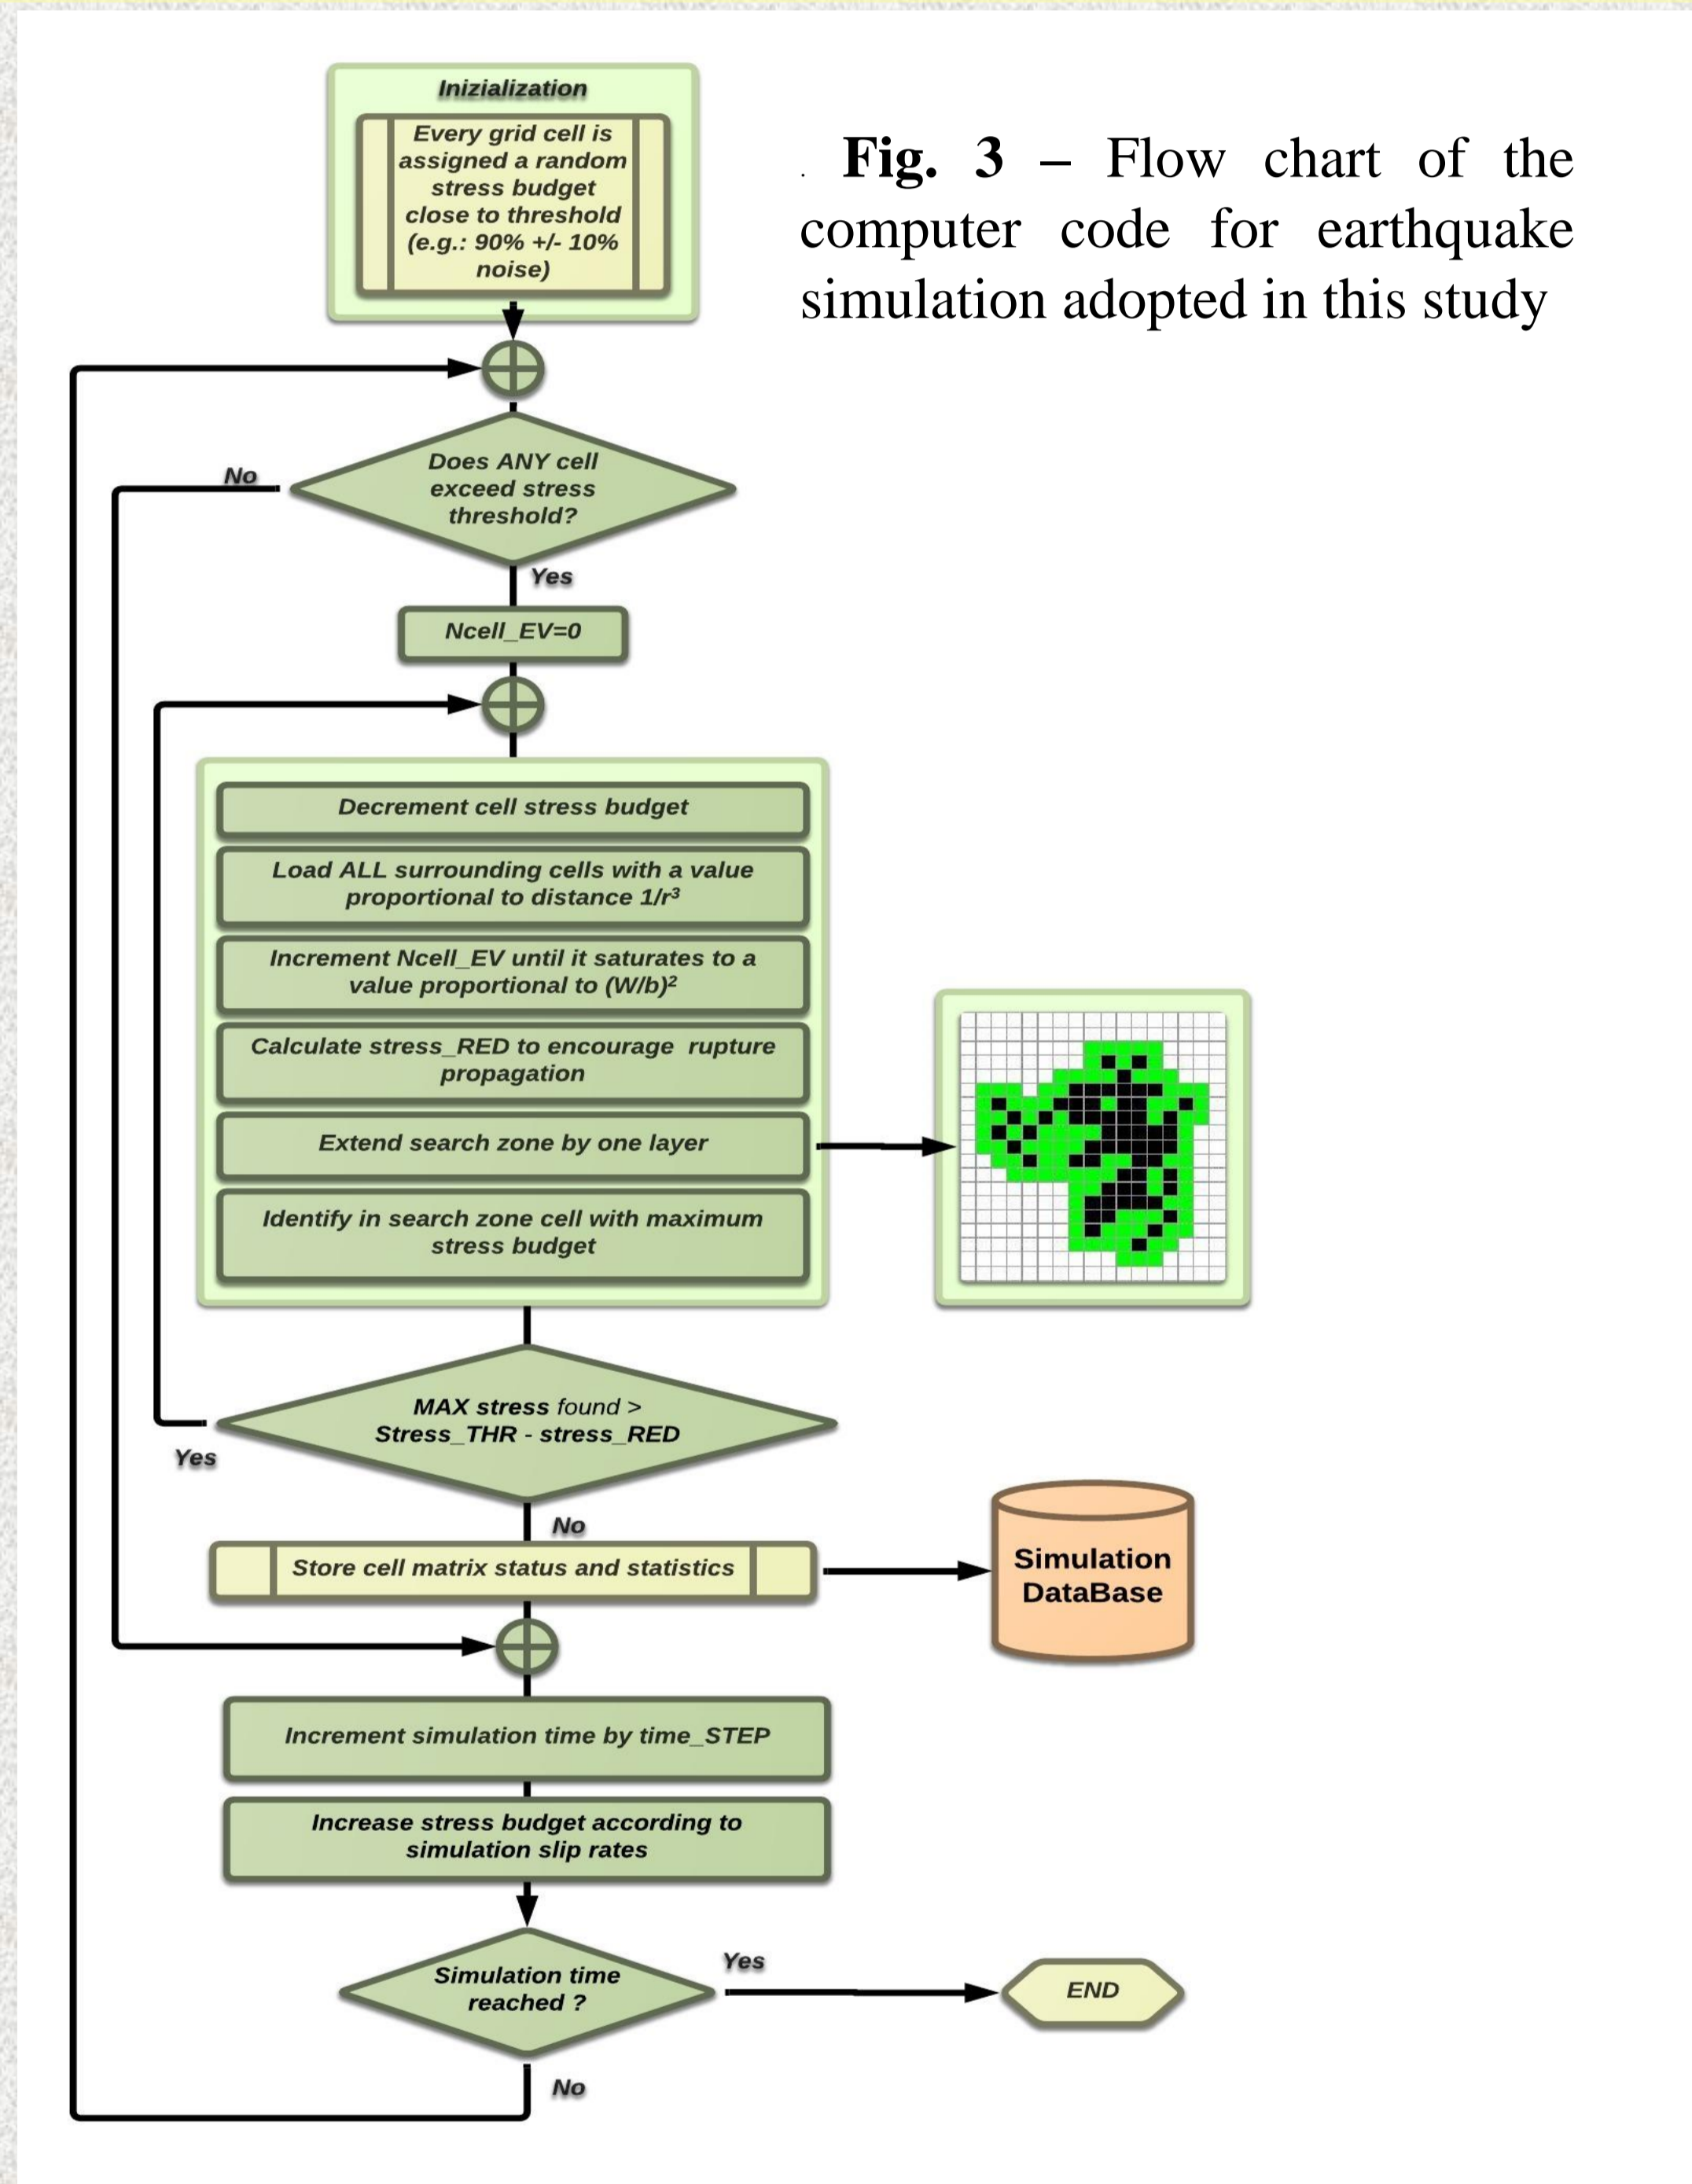 Inizialization
Every grid cell is
assigned a random
stress budget
close to threshold
(e.g.: 90% +/- 10%
noise)
. Fig. 3 – Flow chart of the
computer code for earthquake
simulation adopted in this study
Does ANY cell
exceed stress
threshold?
No
Yes
Ncell_EV=0
Decrement cell stress budget
Load ALL surrounding cells with a value
proportional to distance 1/r³
Increment Ncell_EV until it saturates to a
value proportional to (W/b)²
Calculate stress_RED to encourage rupture
propagation
Extend search zone by one layer
Identify in search zone cell with maximum
stress budget
MAX stress found >
Stress_THR - stress_RED
Yes
No
Store cell matrix status and statistics
Simulation
DataBase
Increment simulation time by time_STEP
Increase stress budget according to
simulation slip rates
Simulation time
reached ?
Yes
END
No